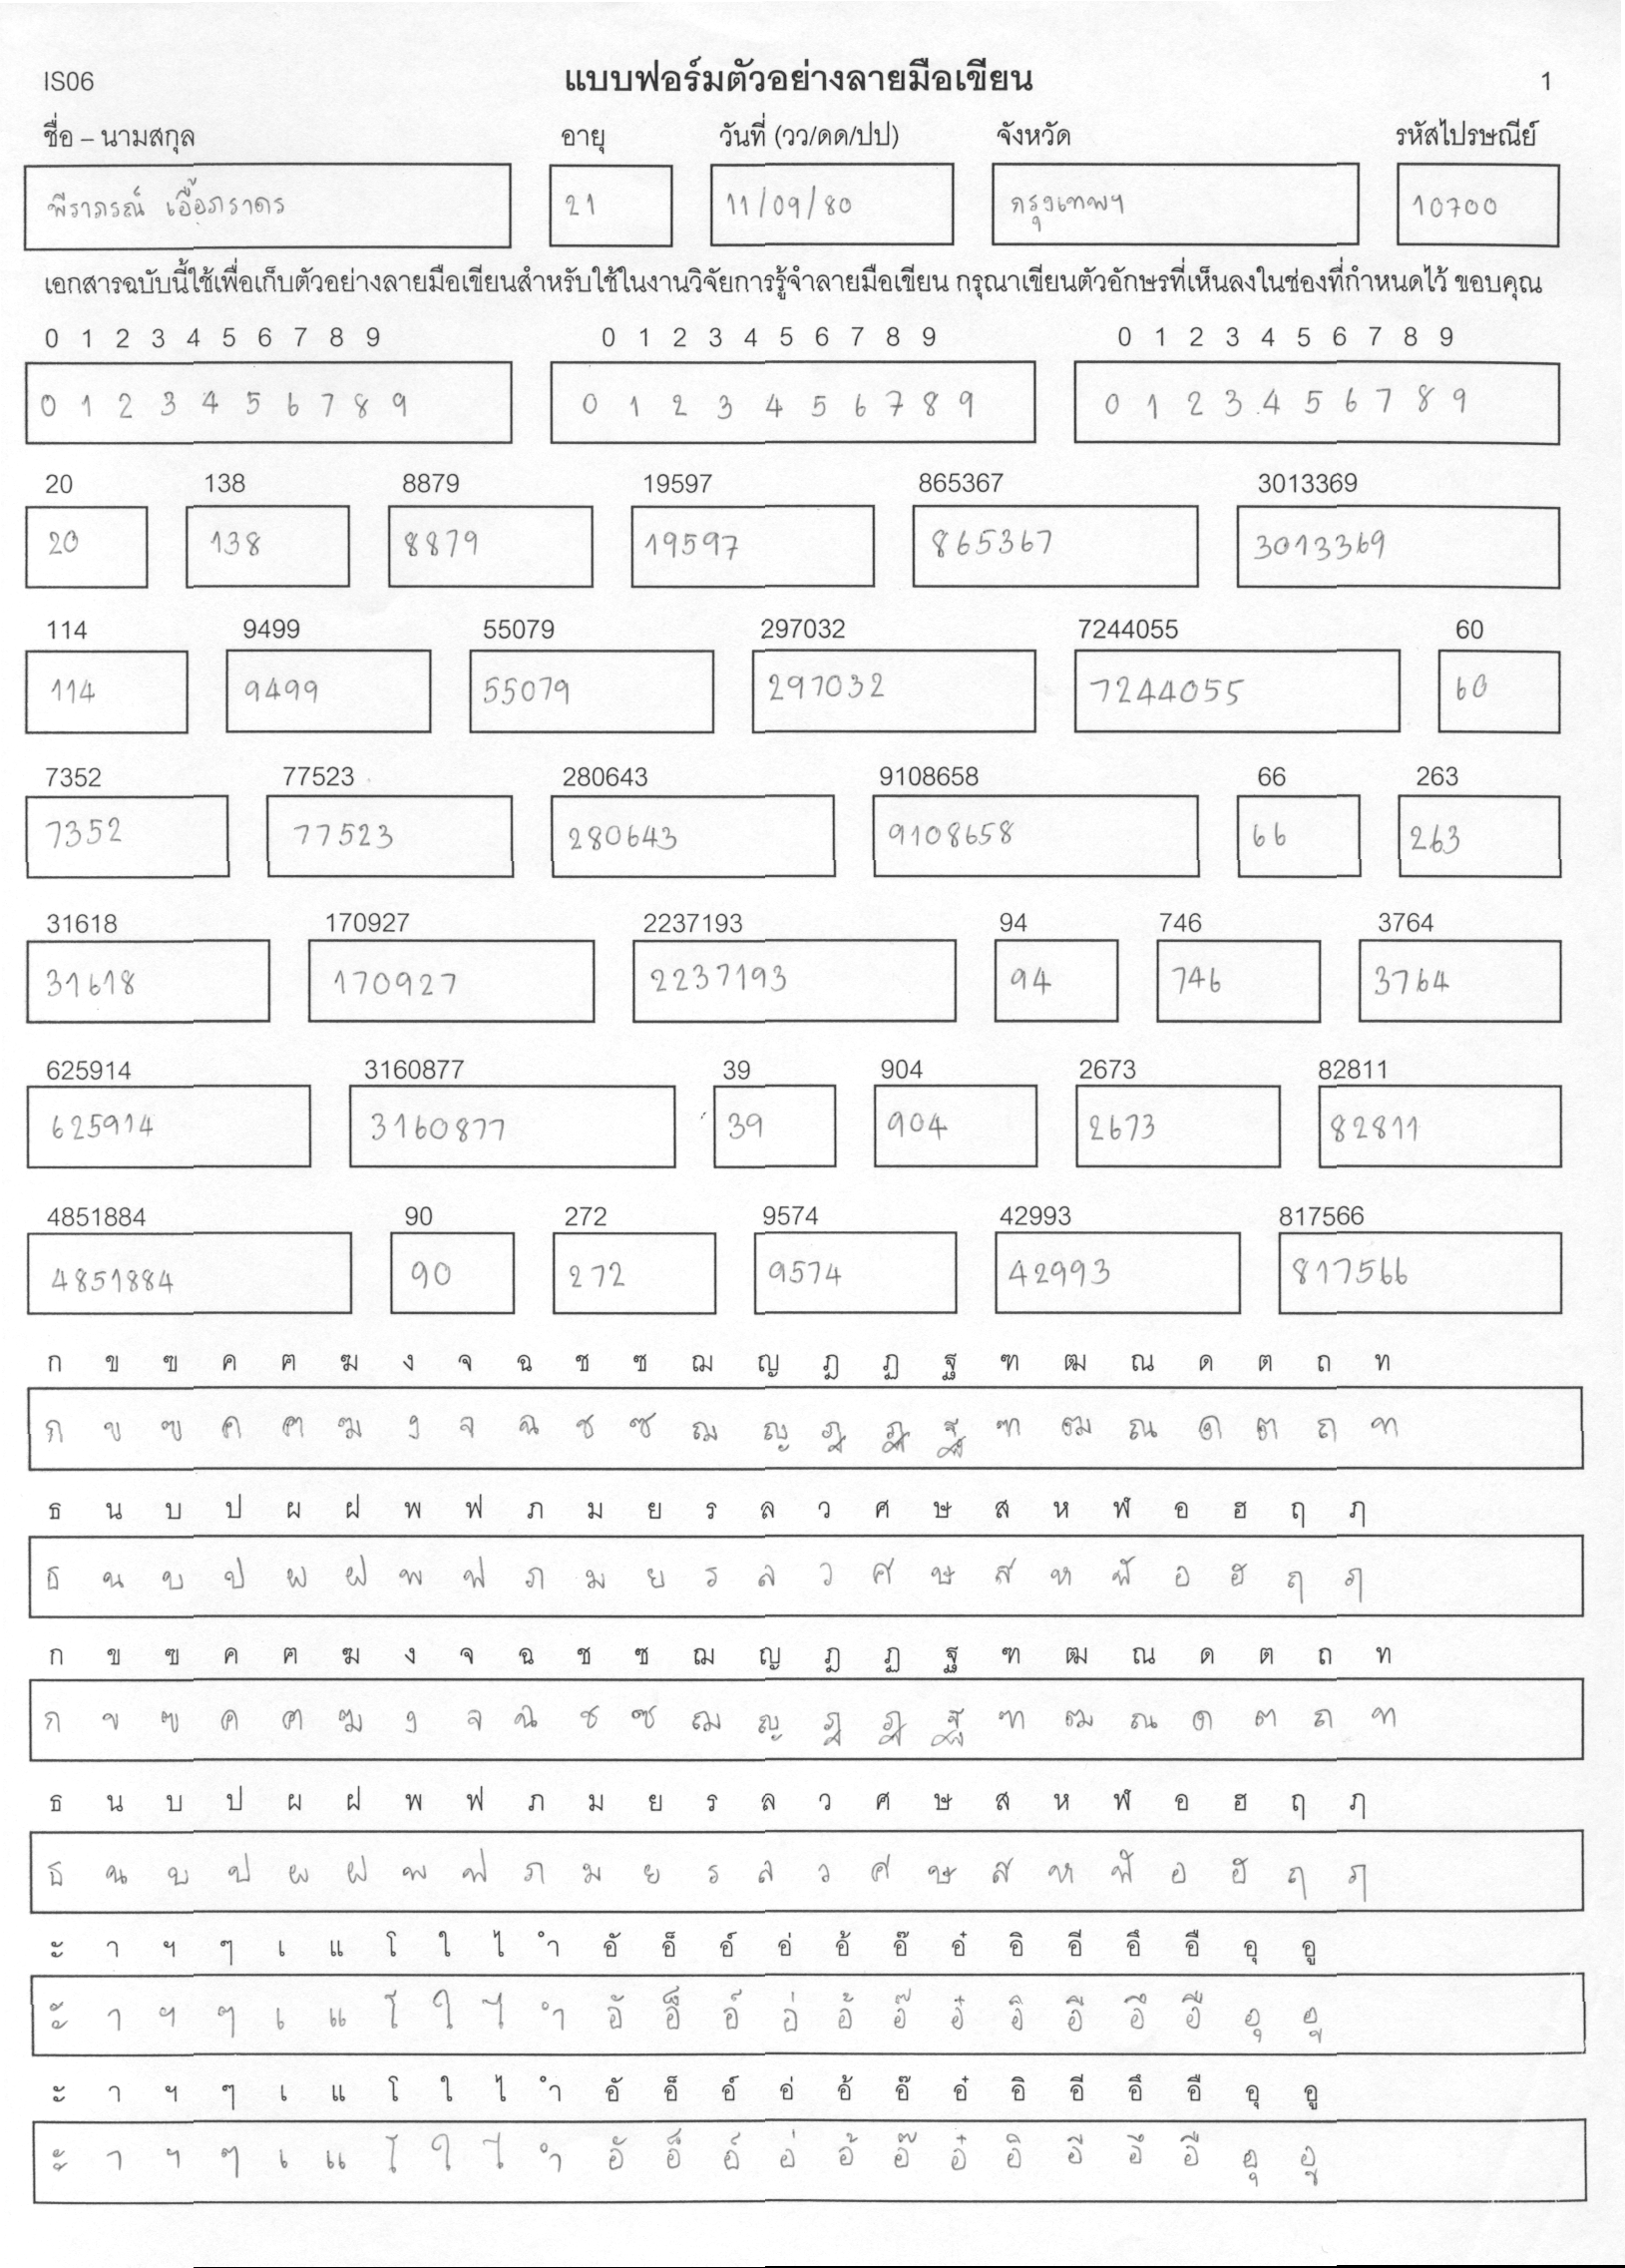 IS06 แบบฟอร์มตัวอย่างลายมือเขียน 1
ชื่อ – นามสกุล อายุ วันที่ (วว/ดด/ปป) จังหวัด รหัสไปรษณีย์
พีราภรณ์ เอื้อภราดร 21 11/09/80 กรุงเทพฯ 10700
เอกสารฉบับนี้ใช้เพื่อเก็บตัวอย่างลายมือเขียนสำหรับใช้ในงานวิจัยการรู้จำลายมือเขียน กรุณาเขียนตัวอักษรที่เห็นลงในช่องที่กำหนดไว้ ขอบคุณ
0 1 2 3 4 5 6 7 8 9 0 1 2 3 4 5 6 7 8 9 0 1 2 3 4 5 6 7 8 9
0 1 2 3 4 5 6 7 8 9 0 1 2 3 4 5 6 7 8 9 0 1 2 3 4 5 6 7 8 9
20 138 8879 19597 865367 3013369
20 138 8879 19597 865367 3013369
114 9499 55079 297032 7244055 60
114 9499 55079 297032 7244055 60
7352 77523 280643 9108658 66 263
7352 77523 280643 9108658 66 263
31618 170927 2237193 94 746 3764
31618 170927 2237193 94 746 3764
625914 3160877 39 904 2673 82811
625914 3160877 39 904 2673 82811
4851884 90 272 9574 42993 817566
4851884 90 272 9574 42993 817566
ก ข ฃ ค ฅ ฆ ง จ ฉ ช ซ ฌ ญ ฎ ฏ ฐ ฑ ฒ ณ ด ต ถ ท
ก ข ฃ ค ฅ ฆ ง จ ฉ ช ซ ฌ ญ ฎ ฏ ฐ ฑ ฒ ณ ด ต ถ ท
ธ น บ ป ผ ฝ พ ฟ ภ ม ย ร ล ว ศ ษ ส ห ฬ อ ฮ ฤ ฦ
ธ น บ ป ผ ฝ พ ฟ ภ ม ย ร ล ว ศ ษ ส ห ฬ อ ฮ ฤ ฦ
ก ข ฃ ค ฅ ฆ ง จ ฉ ช ซ ฌ ญ ฎ ฏ ฐ ฑ ฒ ณ ด ต ถ ท
ก ข ฃ ค ฅ ฆ ง จ ฉ ช ซ ฌ ญ ฎ ฏ ฐ ฑ ฒ ณ ด ต ถ ท
ธ น บ ป ผ ฝ พ ฟ ภ ม ย ร ล ว ศ ษ ส ห ฬ อ ฮ ฤ ฦ
ธ น บ ป ผ ฝ พ ฟ ภ ม ย ร ล ว ศ ษ ส ห ฬ อ ฮ ฤ ฦ
ะ า ฯ ๆ เ แ โ ใ ไ ำ อั อ็ อ์ อ่ อ้ อ๊ อ๋ อิ อี อึ อื อุ อู
ะ า ฯ ๆ เ แ โ ใ ไ ำ อั อ็ อ์ อ่ อ้ อ๊ อ๋ อิ อี อึ อื อุ อู
ะ า ฯ ๆ เ แ โ ใ ไ ำ อั อ็ อ์ อ่ อ้ อ๊ อ๋ อิ อี อึ อื อุ อู
ะ า ฯ ๆ เ แ โ ใ ไ ำ อั อ็ อ์ อ่ อ้ อ๊ อ๋ อิ อี อึ อื อุ อู